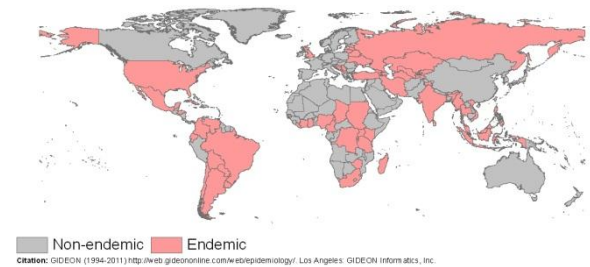 Non-endemic Endemic
Citation: GIDEON (1994-2011) http://web.gideononline.com/web/epidemiology/. Los Angeles: GIDEON Informatics, Inc.